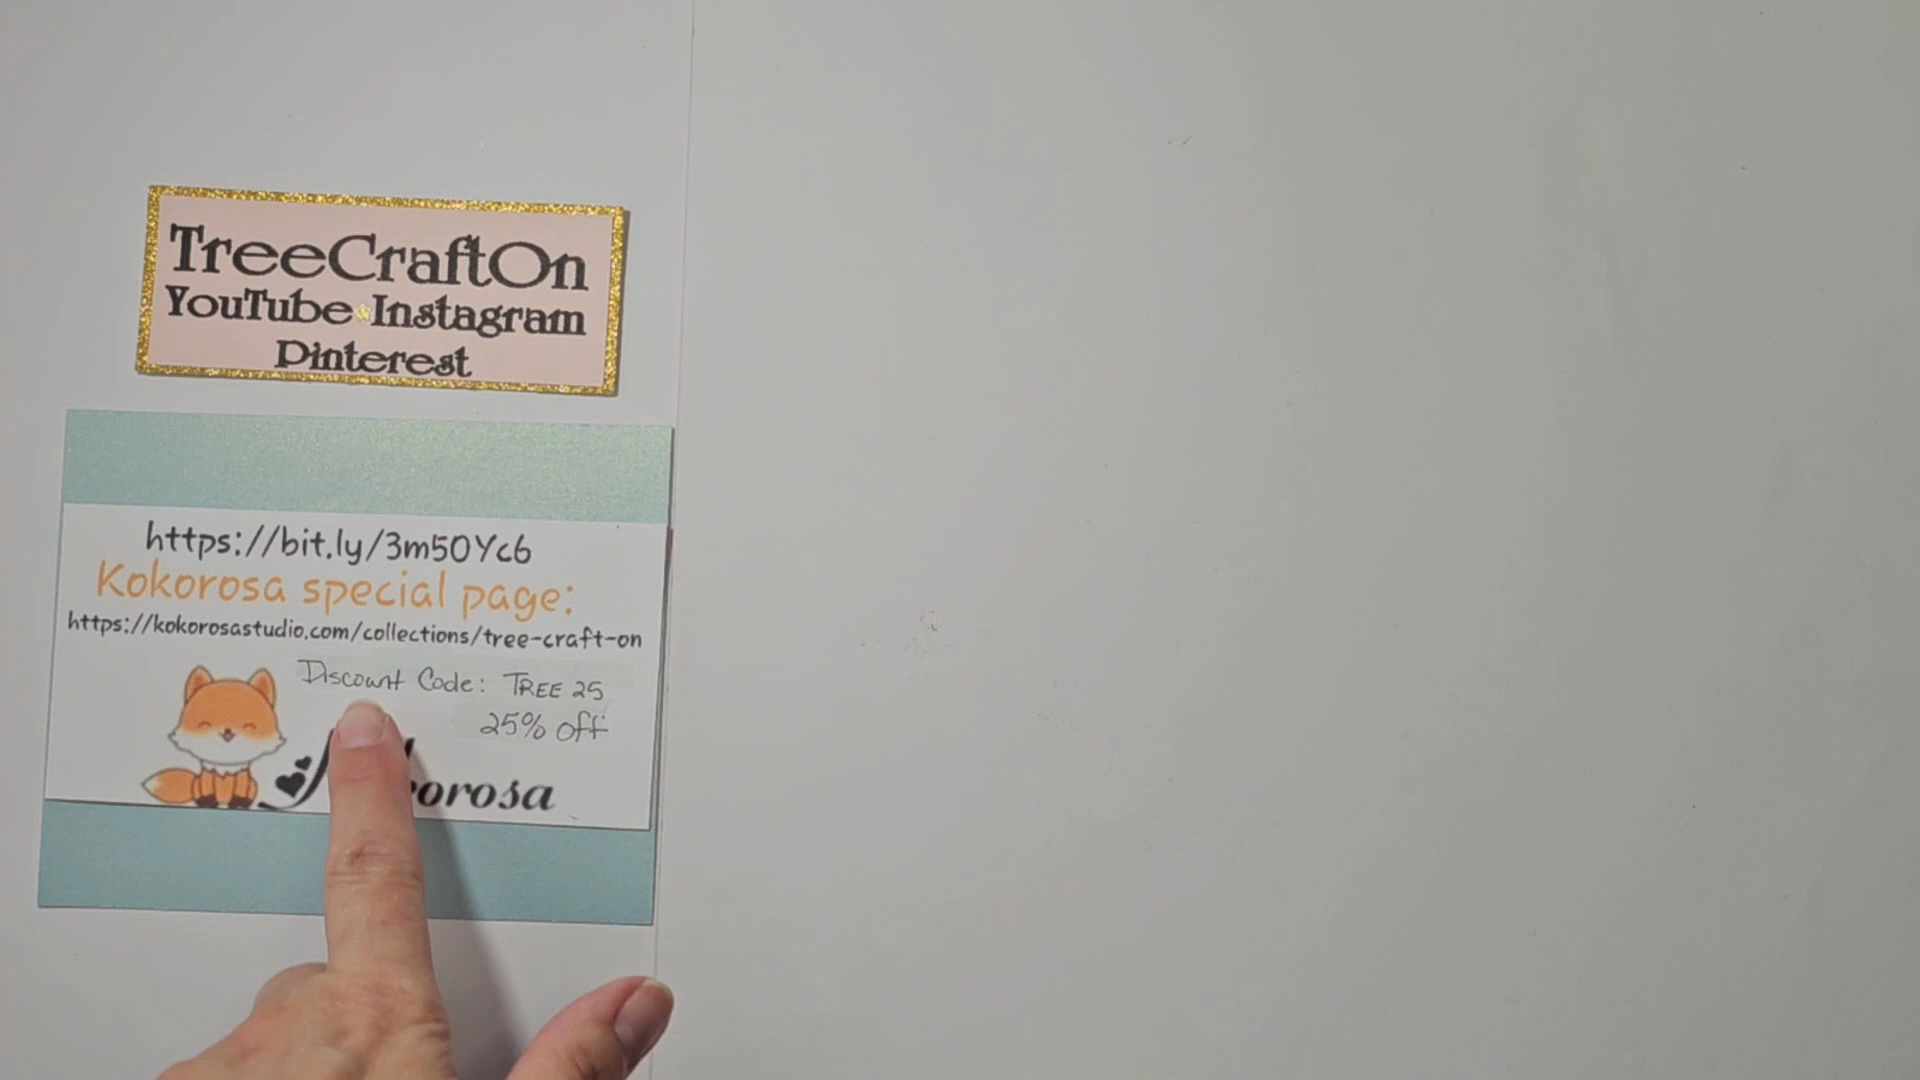 TreeCraftOn
YouTube Instagram
Pinterest
https://bit.ly/3m50Yc6
Kokorosa special page:
https://kokorosastudio.com/collections/tree-craft-on
Discount Code: TREE 25
25% off